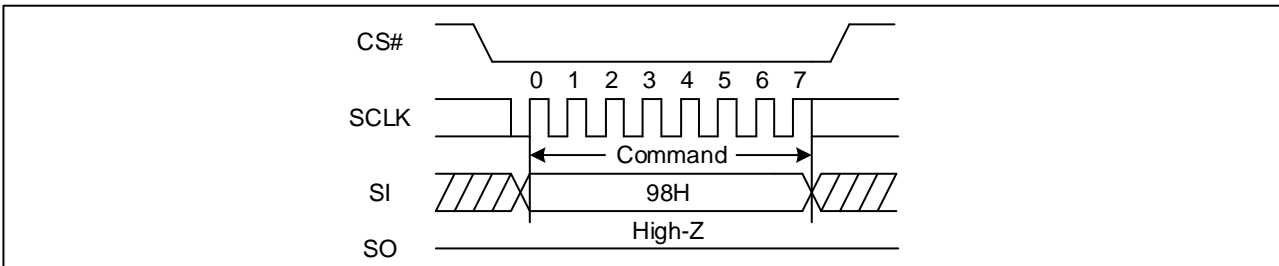 CS#
0 1 2 3 4 5 6 7
SCLK
Command
SI
98H
High-Z
SO